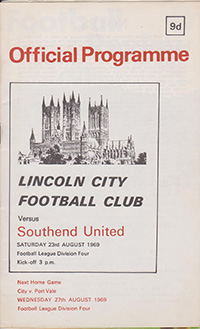 9d
Official Programme
LINCOLN CITY
FOOTBALL CLUB
Versus
Southend United
SATURDAY 23rd AUGUST 1969
Football League Division Four
Kick-off 3 p.m.
Next Home Game
City v. Port Vale
WEDNESDAY 27th AUGUST 1969
Football League Division Four